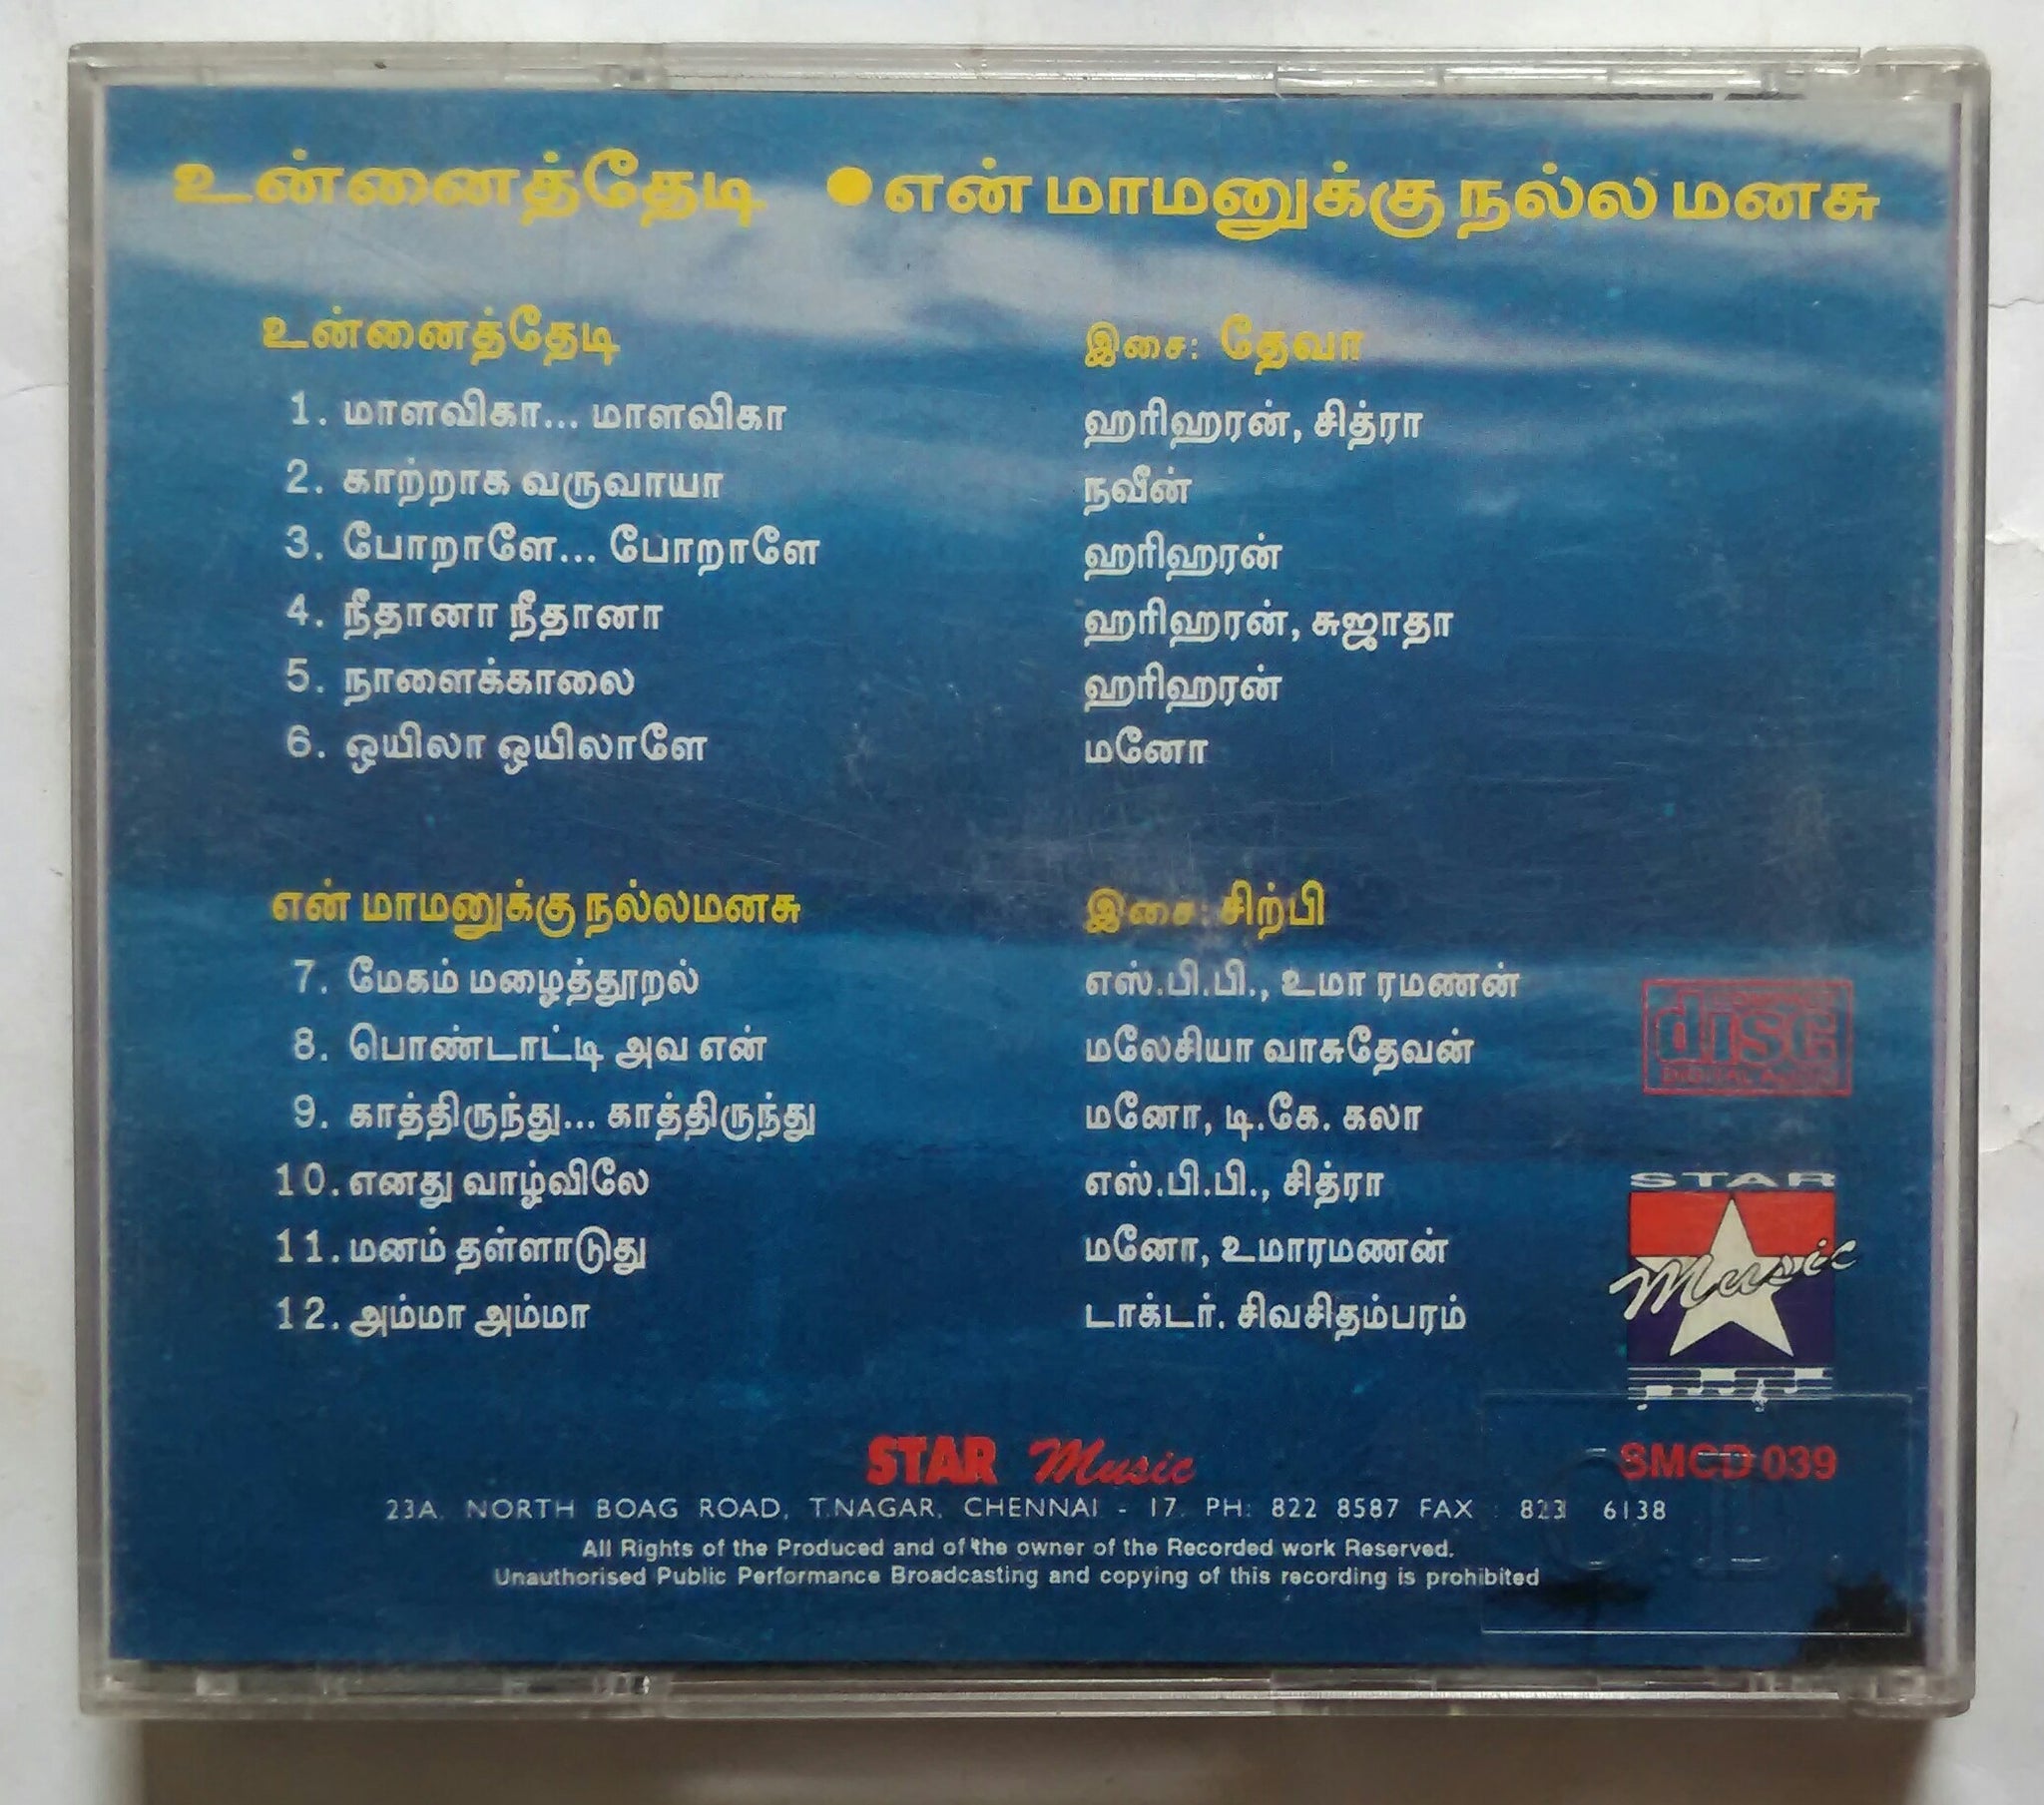 உன்னைத்தேடி ● என் மாமனுக்கு நல்ல மனசு
உன்னைத்தேடி இசை: தேவா
1. மாளவிகா... மாளவிகா ஹரிஹரன், சித்ரா
2. காற்றாக வருவாயா நவீன்
3. போறாளே... போறாளே ஹரிஹரன்
4. நீதானா நீதானா ஹரிஹரன், சுஜாதா
5. நாளைக்காலை ஹரிஹரன்
6. ஒயிலா ஒயிலாளே மனோ
என் மாமனுக்கு நல்லமனசு இசை: சிற்பி
7. மேகம் மழைத்தூறல் எஸ்.பி.பி., உமா ரமணன்
8. பொண்டாட்டி அவ என் மலேசியா வாசுதேவன்
9. காத்திருந்து... காத்திருந்து மனோ, டி.கே. கலா
10. எனது வாழ்விலே எஸ்.பி.பி., சித்ரா
11. மனம் தள்ளாடுது மனோ, உமாரமணன்
12. அம்மா அம்மா டாக்டர். சிவசிதம்பரம்
COMPACT
disc
DIGITAL AUDIO
STAR
Music
STAR Music
SMCD 039
23A, NORTH BOAG ROAD, T.NAGAR, CHENNAI - 17. PH: 822 8587 FAX : 823 6138
All Rights of the Produced and of the owner of the Recorded work Reserved.
Unauthorised Public Performance Broadcasting and copying of this recording is prohibited